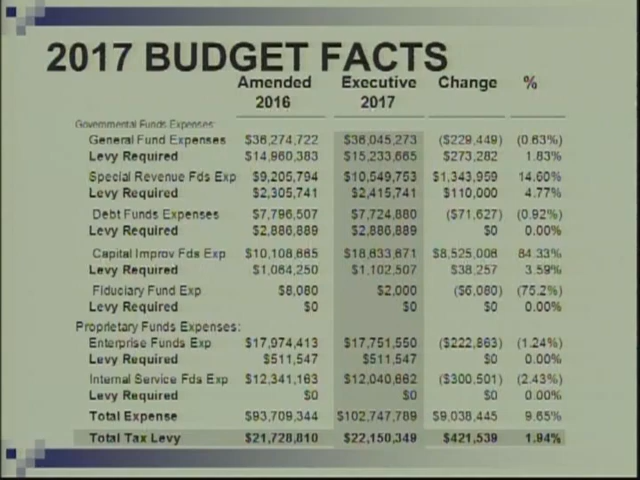 2017 BUDGET FACTS
Amended Executive Change %
2016 2017
Governmental Funds Expenses:
General Fund Expenses $36,274,722 $36,045,273 ($229,449) (0.63%)
Levy Required $14,960,383 $15,233,665 $273,282 1.83%
Special Revenue Fds Exp $9,205,794 $10,549,753 $1,343,959 14.60%
Levy Required $2,305,741 $2,415,741 $110,000 4.77%
Debt Funds Expenses $7,796,507 $7,724,880 ($71,627) (0.92%)
Levy Required $2,886,889 $2,886,889 $0 0.00%
Capital Improv Fds Exp $10,108,665 $18,633,671 $8,525,006 84.33%
Levy Required $1,064,250 $1,102,507 $38,257 3.59%
Fiduciary Fund Exp $8,080 $2,000 ($6,080) (75.2%)
Levy Required $0 $0 $0 0.00%
Proprietary Funds Expenses:
Enterprise Funds Exp $17,974,413 $17,751,550 ($222,863) (1.24%)
Levy Required $511,547 $511,547 $0 0.00%
Internal Service Fds Exp $12,341,163 $12,040,662 ($300,501) (2.43%)
Levy Required $0 $0 $0 0.00%
Total Expense $93,709,344 $102,747,789 $9,038,445 9.65%
Total Tax Levy $21,728,810 $22,150,349 $421,539 1.94%